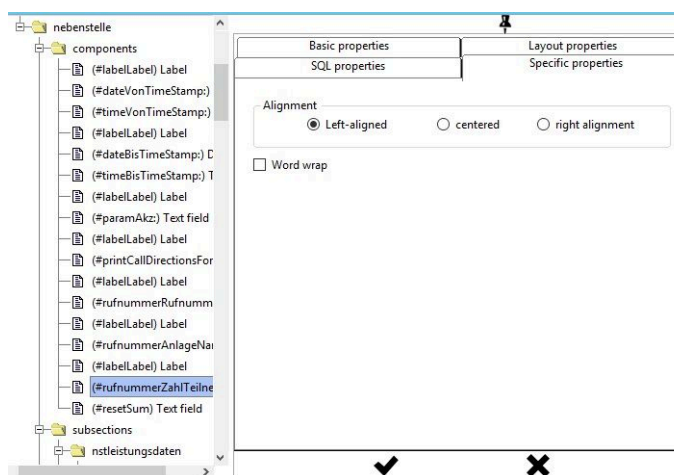 nebenstelle
components
(#labelLabel) Label
(#dateVonTimeStamp:)
(#timeVonTimeStamp:)
(#labelLabel) Label
(#dateBisTimeStamp:) D
(#timeBisTimeStamp:) T
(#labelLabel) Label
(#paramAkz:) Text field
(#labelLabel) Label
(#printCallDirectionsFor
(#labelLabel) Label
(#rufnummerRufnumm
(#labelLabel) Label
(#rufnummerAnlageNa
(#labelLabel) Label
(#rufnummerZahlTeilne
(#resetSum) Text field
subsections
nstleistungsdaten
Basic properties
Layout properties
SQL properties
Specific properties
Alignment
Left-aligned
centered
right alignment
Word wrap